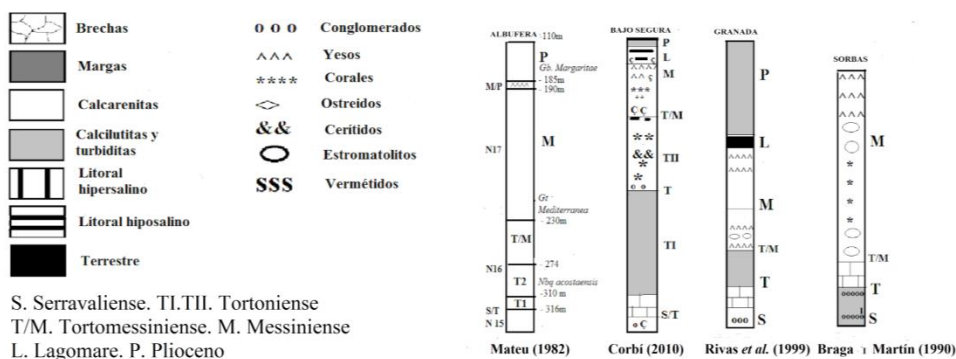 Brechas
Margas
Calcarenitas
Calcilutitas y
turbiditas
Litoral
hipersalino
Litoral hiposalino
Terrestre
o o o Conglomerados
^^^ Yesos
**** Corales
Ostreidos
&& Cerítidos
Estromatolitos
SSS Vermétidos
S. Serravaliense. TI.TII. Tortoniense
T/M. Tortomessiniense. M. Messiniense
L. Lagomare. P. Plioceno
ALBUFERA
-110m
P
Gb. Margaritae
- 185m
M/P
- 190m
M
N17
Gt
Mediterranea
- 230m
T/M
- 274
N16
T2
Nbq acostaensis
-310 m
T1
S/T
- 316m
N 15
Mateu (1982)
BAJO SEGURA
P
L
M
T/M
&&
TII
T
TI
S/T
Corbí (2010)
GRANADA
P
L
M
T/M
T
S
Rivas et al. (1999)
SORBAS
M
T/M
T
S
Braga y Martín (1990)